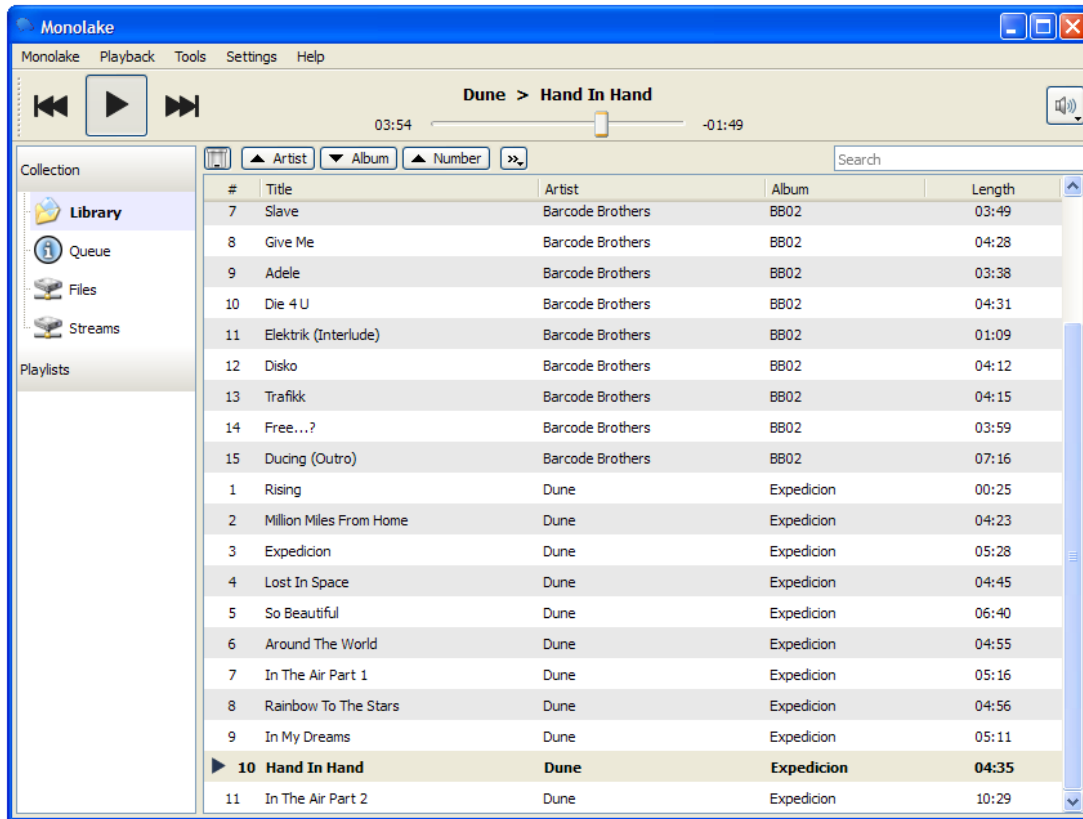 Monolake
Monolake Playback Tools Settings Help
Dune > Hand In Hand
03:54 -01:49
Collection
Library
Queue
Files
Streams
Playlists
Artist Album Number Search
# Title Artist Album Length
7 Slave Barcode Brothers BB02 03:49
8 Give Me Barcode Brothers BB02 04:28
9 Adele Barcode Brothers BB02 03:38
10 Die 4 U Barcode Brothers BB02 04:31
11 Elektrik (Interlude) Barcode Brothers BB02 01:09
12 Disko Barcode Brothers BB02 04:12
13 Trafikk Barcode Brothers BB02 04:15
14 Free...? Barcode Brothers BB02 03:59
15 Ducing (Outro) Barcode Brothers BB02 07:16
1 Rising Dune Expedicion 00:25
2 Million Miles From Home Dune Expedicion 04:23
3 Expedicion Dune Expedicion 05:28
4 Lost In Space Dune Expedicion 04:45
5 So Beautiful Dune Expedicion 06:40
6 Around The World Dune Expedicion 04:55
7 In The Air Part 1 Dune Expedicion 05:16
8 Rainbow To The Stars Dune Expedicion 04:56
9 In My Dreams Dune Expedicion 05:11
10 Hand In Hand Dune Expedicion 04:35
11 In The Air Part 2 Dune Expedicion 10:29